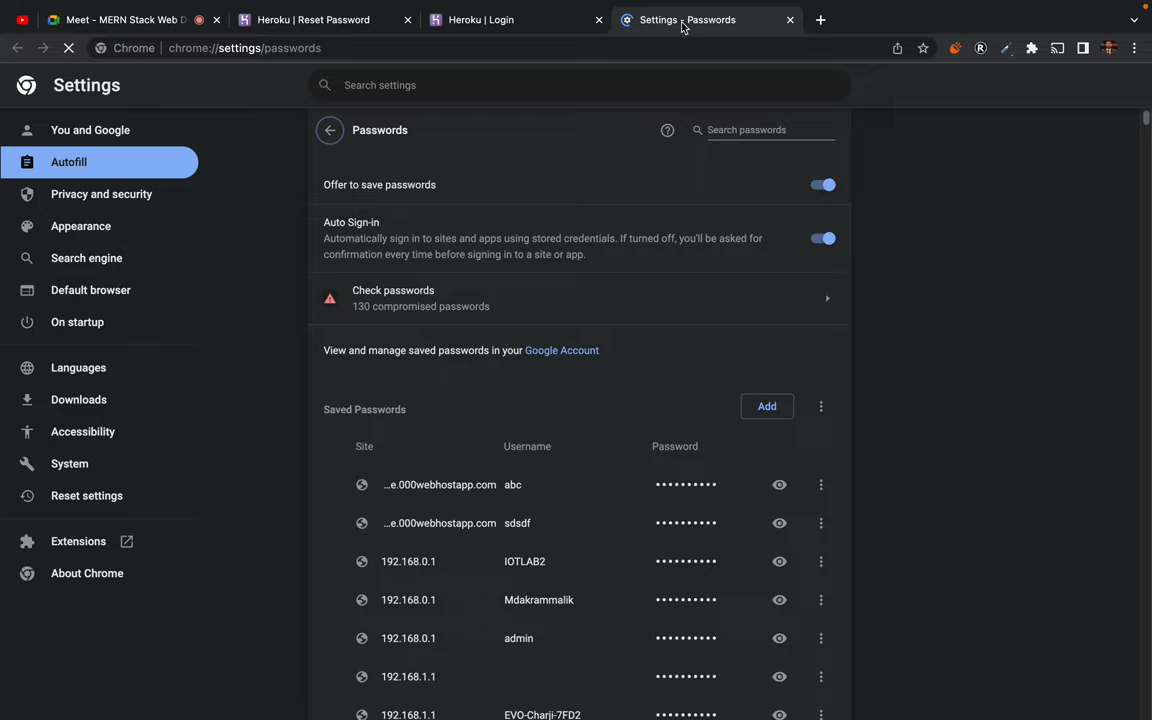 Meet - MERN Stack Web D
Heroku | Reset Password
Heroku | Login
Settings - Passwords
Chrome
chrome://settings/passwords
Settings
Search settings
You and Google
Autofill
Privacy and security
Appearance
Search engine
Default browser
On startup
Languages
Downloads
Accessibility
System
Reset settings
Extensions
About Chrome
Passwords
Search passwords
Offer to save passwords
Auto Sign-in
Automatically sign in to sites and apps using stored credentials. If turned off, you'll be asked for
confirmation every time before signing in to a site or app.
Check passwords
130 compromised passwords
View and manage saved passwords in your Google Account
Saved Passwords
Add
Site Username Password
...e.000webhostapp.com abc ••••••••••
...e.000webhostapp.com sdsdf ••••••••••
192.168.0.1 IOTLAB2 ••••••••••
192.168.0.1 Mdakrammalik ••••••••••
192.168.0.1 admin ••••••••••
192.168.1.1 ••••••••••
192.168.1.1 EVO-Charji-7FD2 ••••••••••